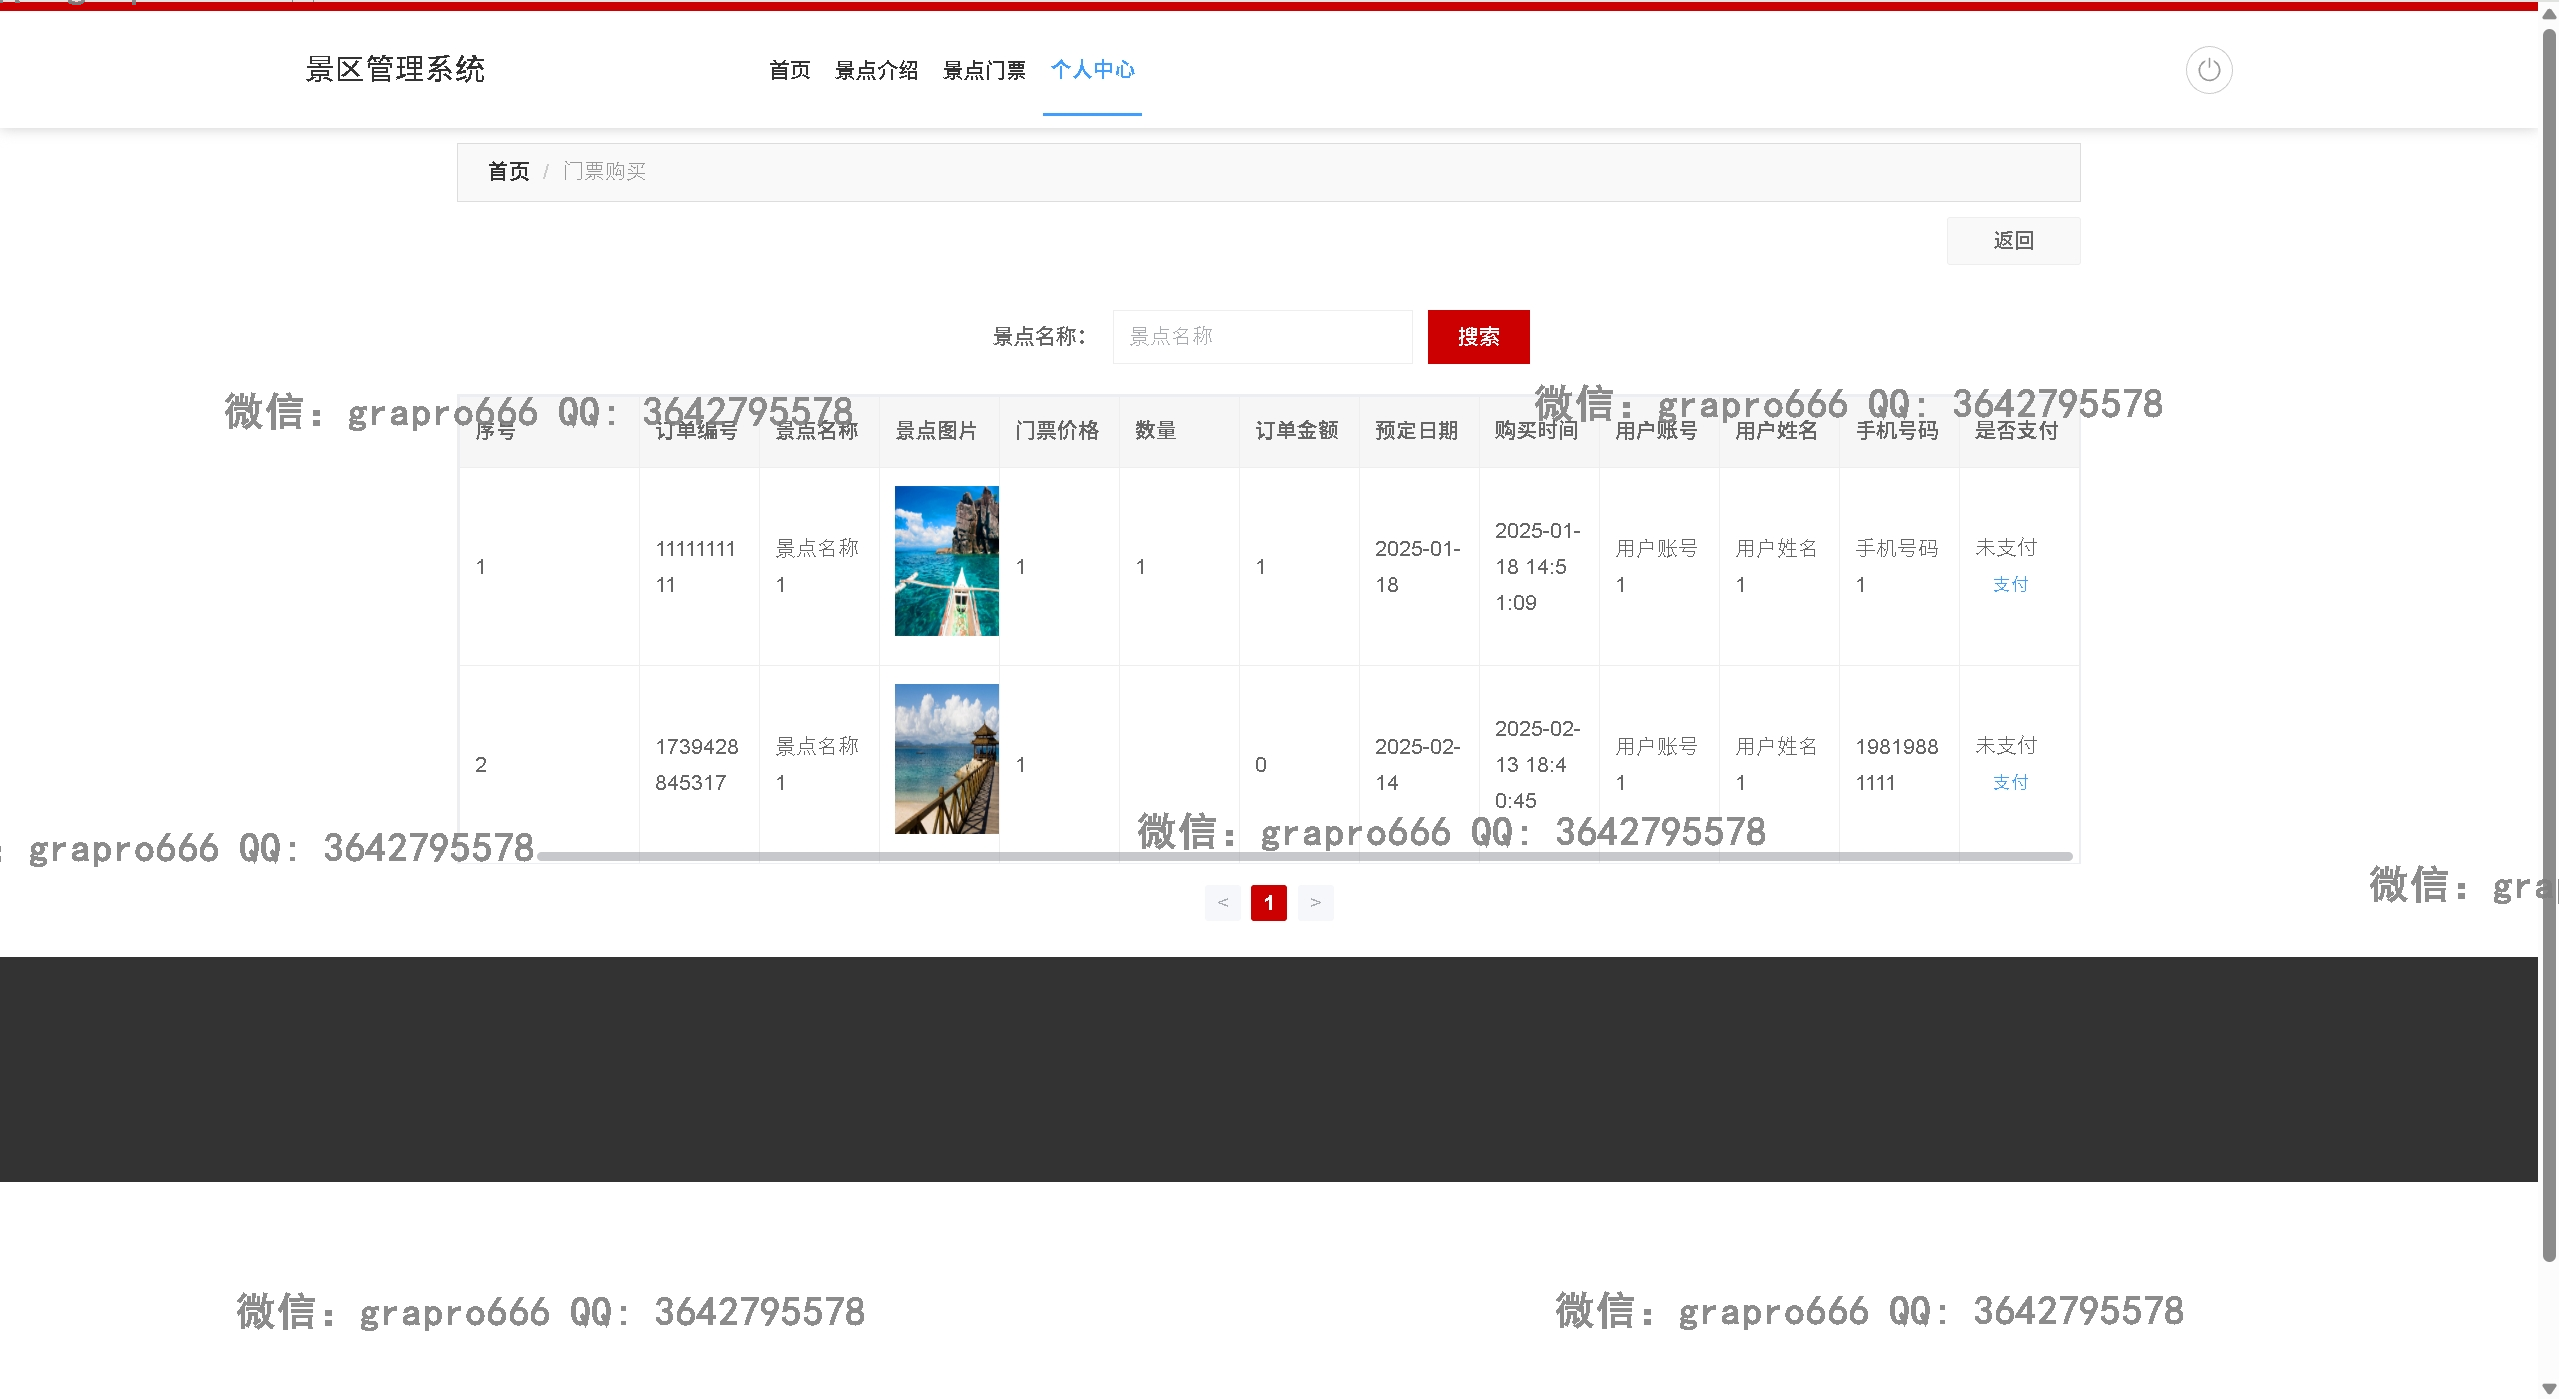 景区管理系统
首页 景点介绍 景点门票 个人中心
首页 / 门票购买
返回
景点名称： 景点名称 搜索
微信：grapro666 QQ: 3642795578
微信：grapro666 QQ: 3642795578
序号 订单编号 景点名称 景点图片 门票价格 数量 订单金额 预定日期 购买时间 用户账号 用户姓名 手机号码 是否支付
1 1111111111 景点名称1 1 1 1 2025-01-18 2025-01-18 14:51:09 用户账号1 用户姓名1 手机号码1 未支付 支付
2 1739428845317 景点名称1 1 0 2025-02-14 2025-02-13 18:40:45 用户账号1 用户姓名1 19819881111 未支付 支付
微信：grapro666 QQ: 3642795578
：grapro666 QQ: 3642795578
微信：grap
< 1 >
微信：grapro666 QQ: 3642795578
微信：grapro666 QQ: 3642795578